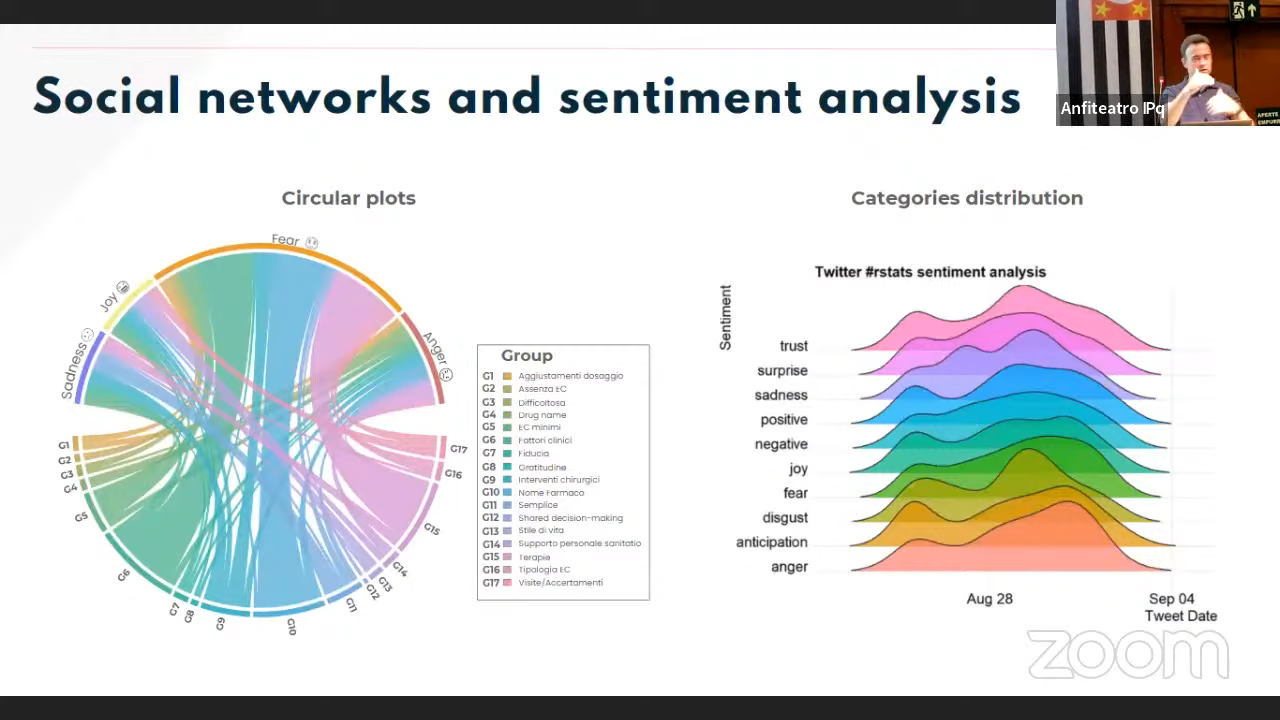 Social networks and sentiment analysis
Anfiteatro IPq
APERTE
Circular plots
Categories distribution
Fear
Joy
Sadness
Anger
G1
G2
G3
G4
G5
G6
G7
G8
G9
G10
G11
G12
G13
G14
G15
G16
G17
Group
G1 Aggiustamenti dosaggio
G2 Assenza EC
G3 Difficoltosa
G4 Drug name
G5 EC minimi
G6 Fattori clinici
G7 Fiducia
G8 Gratitudine
G9 Interventi chirurgici
G10 Nome Farmaco
G11 Semplice
G12 Shared decision-making
G13 Stile di vita
G14 Supporto personale sanitatio
G15 Terapie
G16 Tipologia EC
G17 Visite/Accertamenti
Twitter #rstats sentiment analysis
Sentiment
trust
surprise
sadness
positive
negative
joy
fear
disgust
anticipation
anger
Aug 28
Sep 04
Tweet Date
zoom